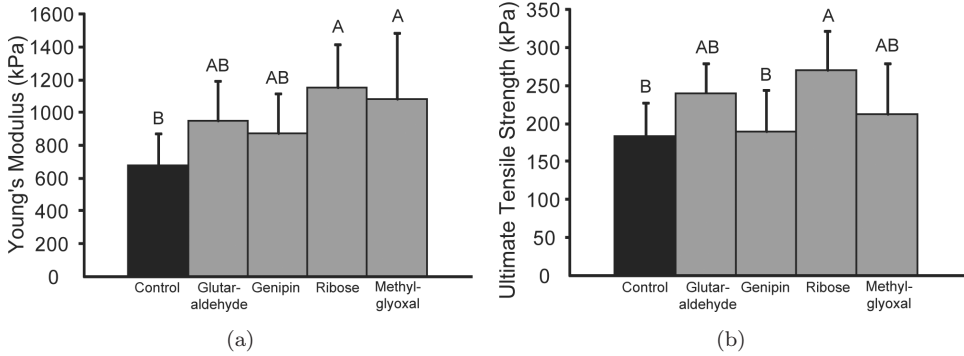 Young's Modulus (kPa)
1600
1400
1200
1000
800
600
400
200
0
B
AB
AB
A
A
Control
Glutar-
aldehyde
Genipin
Ribose
Methyl-
glyoxal
(a)
Ultimate Tensile Strength (kPa)
350
300
250
200
150
100
50
0
B
AB
B
A
AB
Control
Glutar-
aldehyde
Genipin
Ribose
Methyl-
glyoxal
(b)